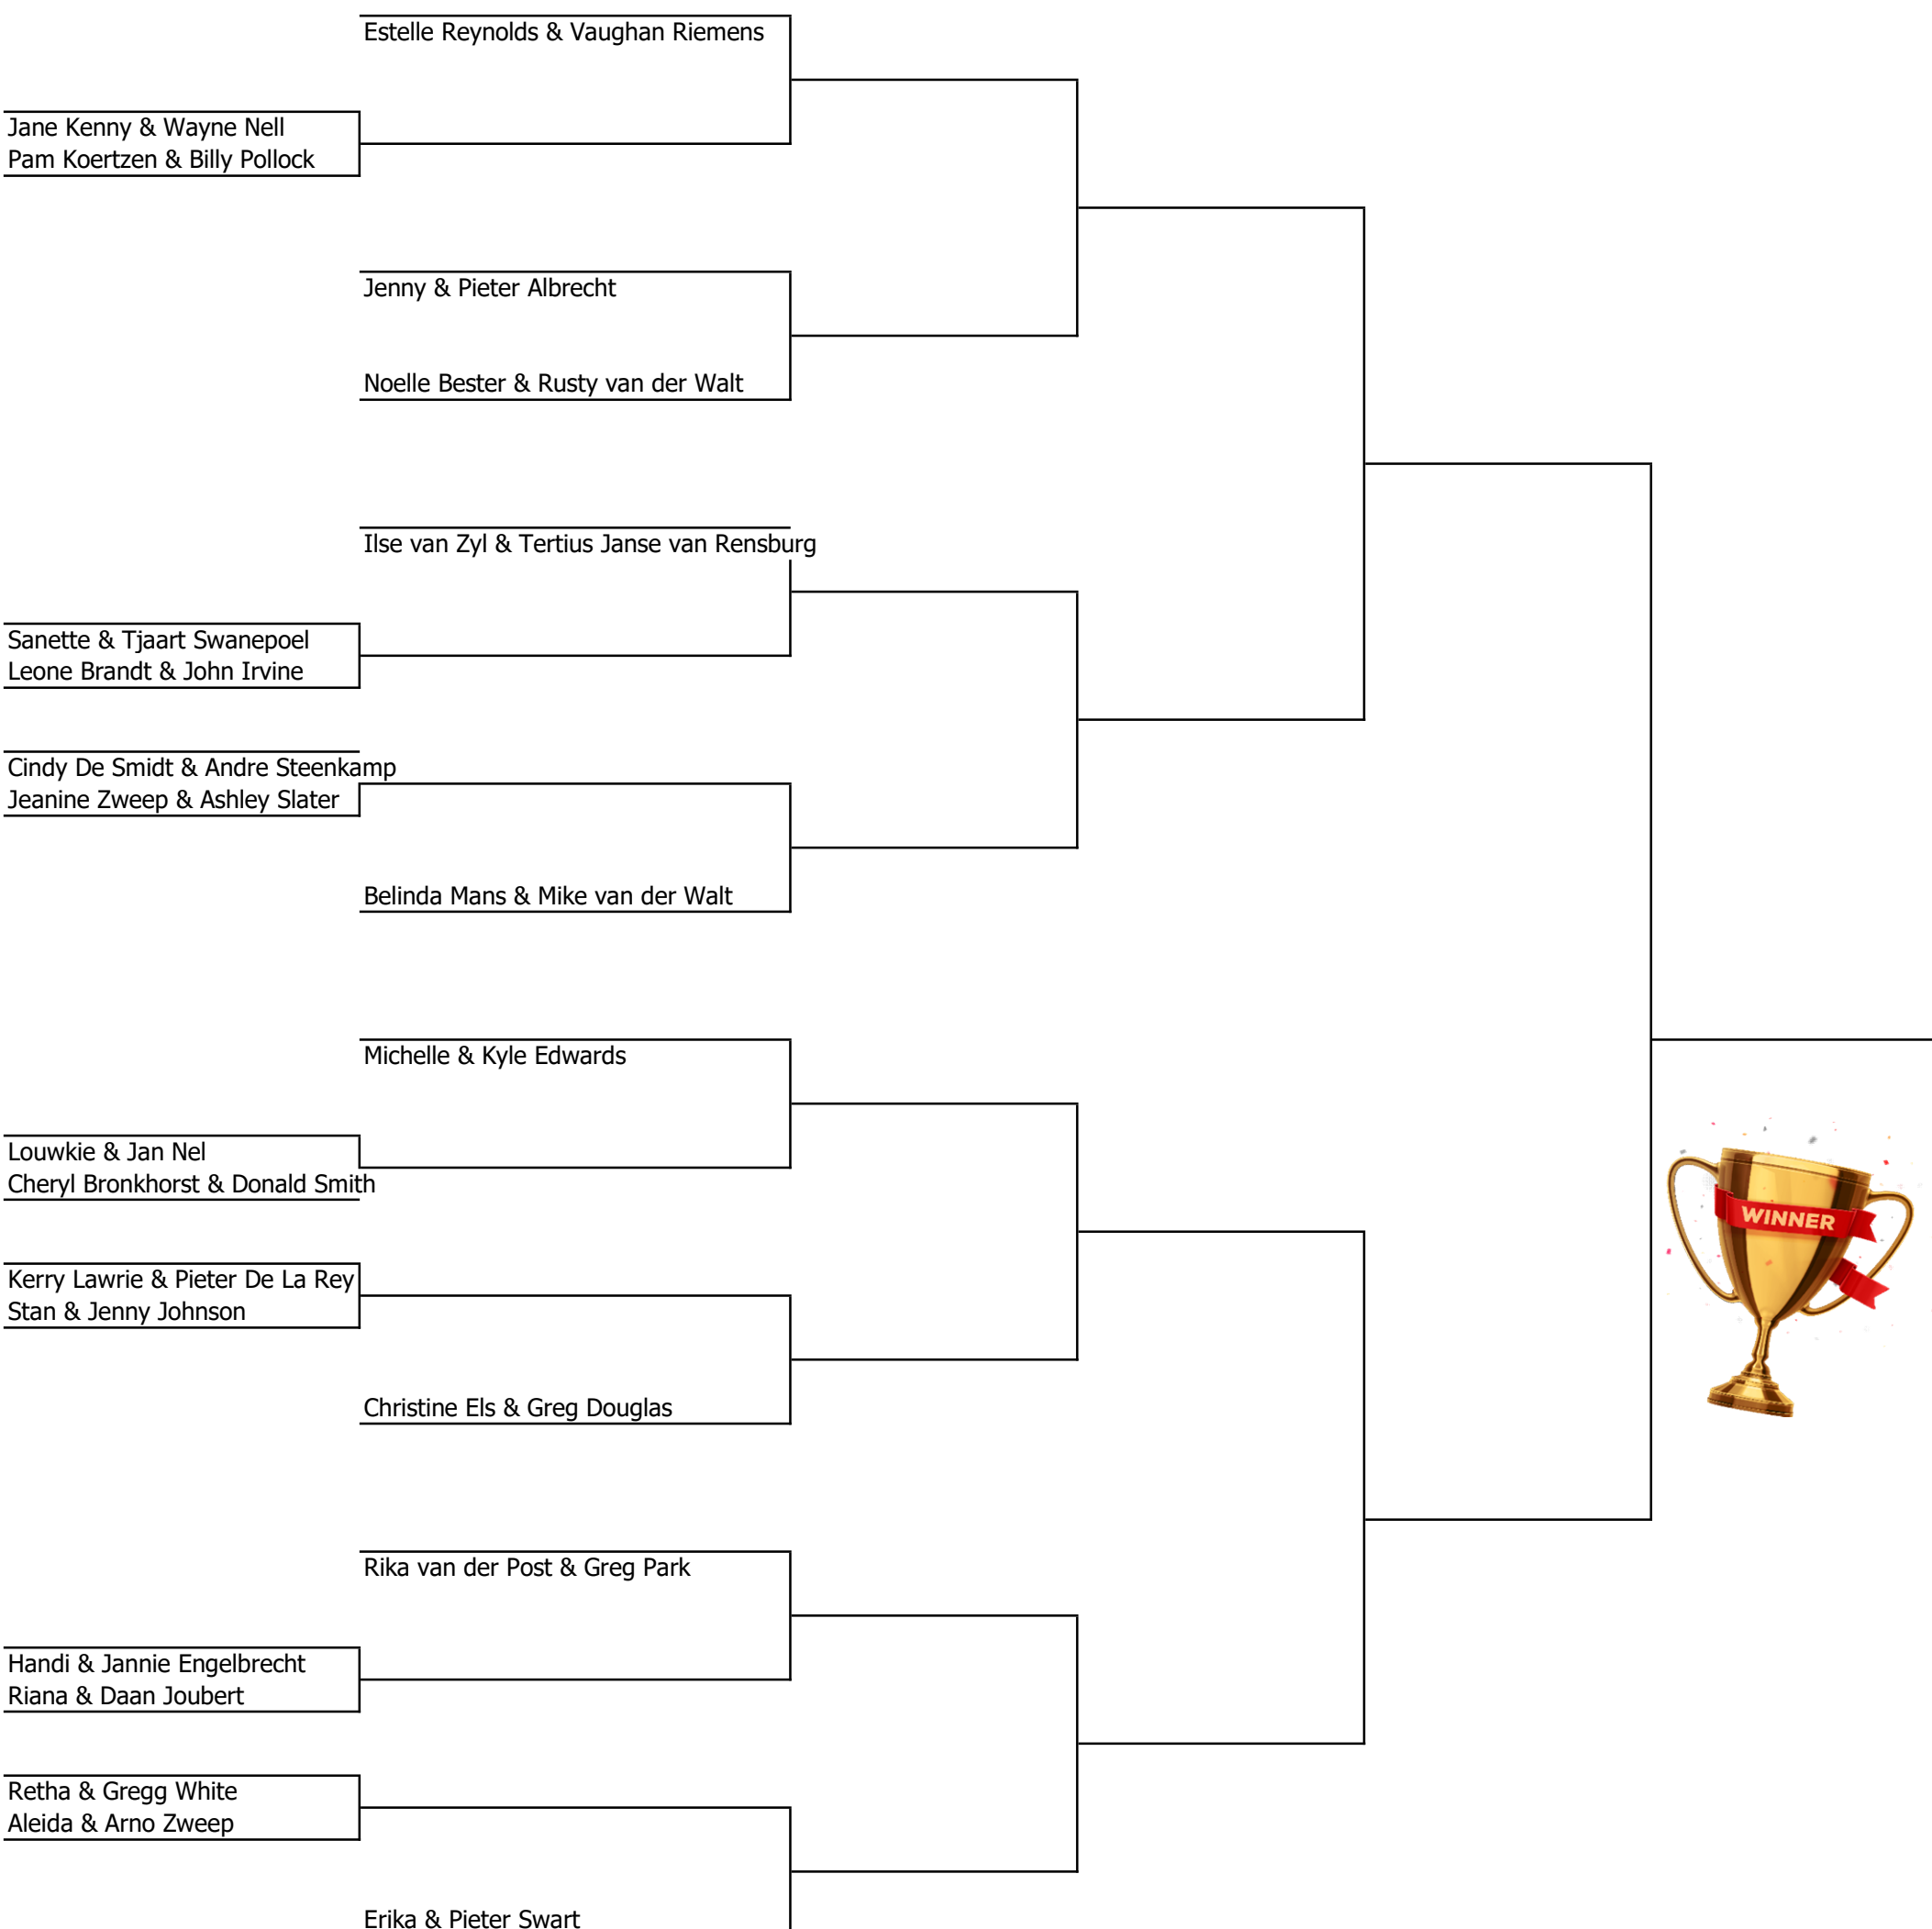 Estelle Reynolds & Vaughan Riemens
Jane Kenny & Wayne Nell
Pam Koertzen & Billy Pollock
Jenny & Pieter Albrecht
Noelle Bester & Rusty van der Walt
Ilse van Zyl & Tertius Janse van Rensburg
Sanette & Tjaart Swanepoel
Leone Brandt & John Irvine
Cindy De Smidt & Andre Steenkamp
Jeanine Zweep & Ashley Slater
Belinda Mans & Mike van der Walt
Michelle & Kyle Edwards
Louwkie & Jan Nel
Cheryl Bronkhorst & Donald Smith
WINNER
Kerry Lawrie & Pieter De La Rey
Stan & Jenny Johnson
Christine Els & Greg Douglas
Rika van der Post & Greg Park
Handi & Jannie Engelbrecht
Riana & Daan Joubert
Retha & Gregg White
Aleida & Arno Zweep
Erika & Pieter Swart